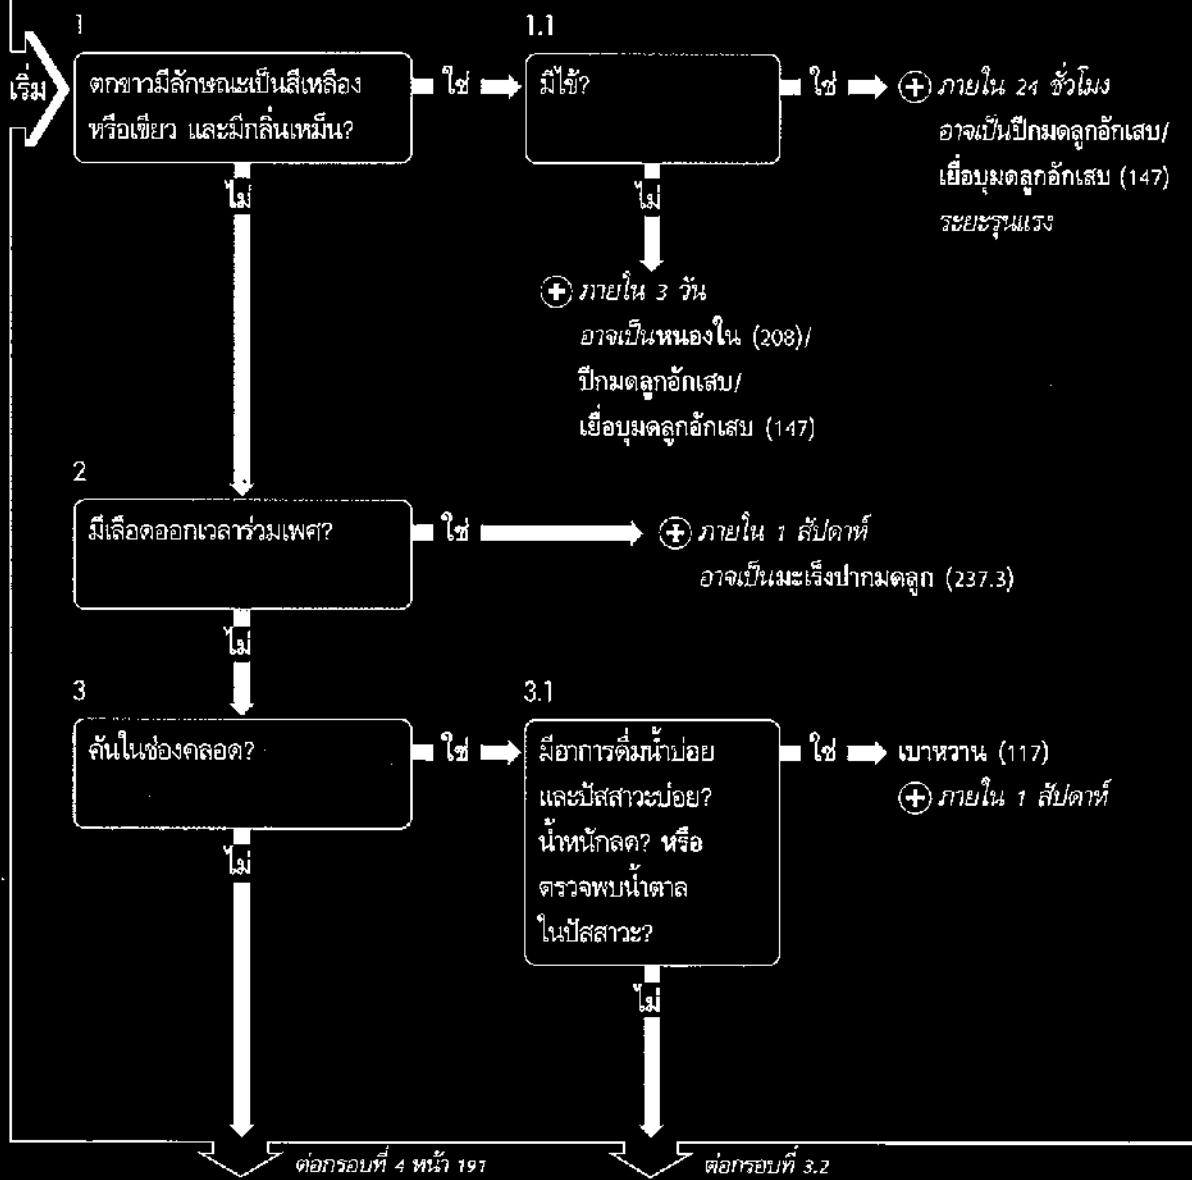 1
เริ่ม
ตกขาวมีลักษณะเป็นสีเหลือง
หรือเขียว และมีกลิ่นเหม็น?
ใช่
1.1
มีไข้?
ใช่
ภายใน 24 ชั่วโมง
อาจเป็นปีกมดลูกอักเสบ/
เยื่อบุมดลูกอักเสบ (147)
ระยะรุนแรง
ไม่
ไม่
ภายใน 3 วัน
อาจเป็นหนองใน (208)/
ปีกมดลูกอักเสบ/
เยื่อบุมดลูกอักเสบ (147)
2
มีเลือดออกเวลาร่วมเพศ?
ใช่
ภายใน 1 สัปดาห์
อาจเป็นมะเร็งปากมดลูก (237.3)
ไม่
3
คันในช่องคลอด?
ใช่
3.1
มีอาการดื่มน้ำบ่อย
และปัสสาวะบ่อย?
น้ำหนักลด? หรือ
ตรวจพบน้ำตาล
ในปัสสาวะ?
ใช่
เบาหวาน (117)
ภายใน 1 สัปดาห์
ไม่
ไม่
ต่อกรอบที่ 4 หน้า 191
ต่อกรอบที่ 3.2